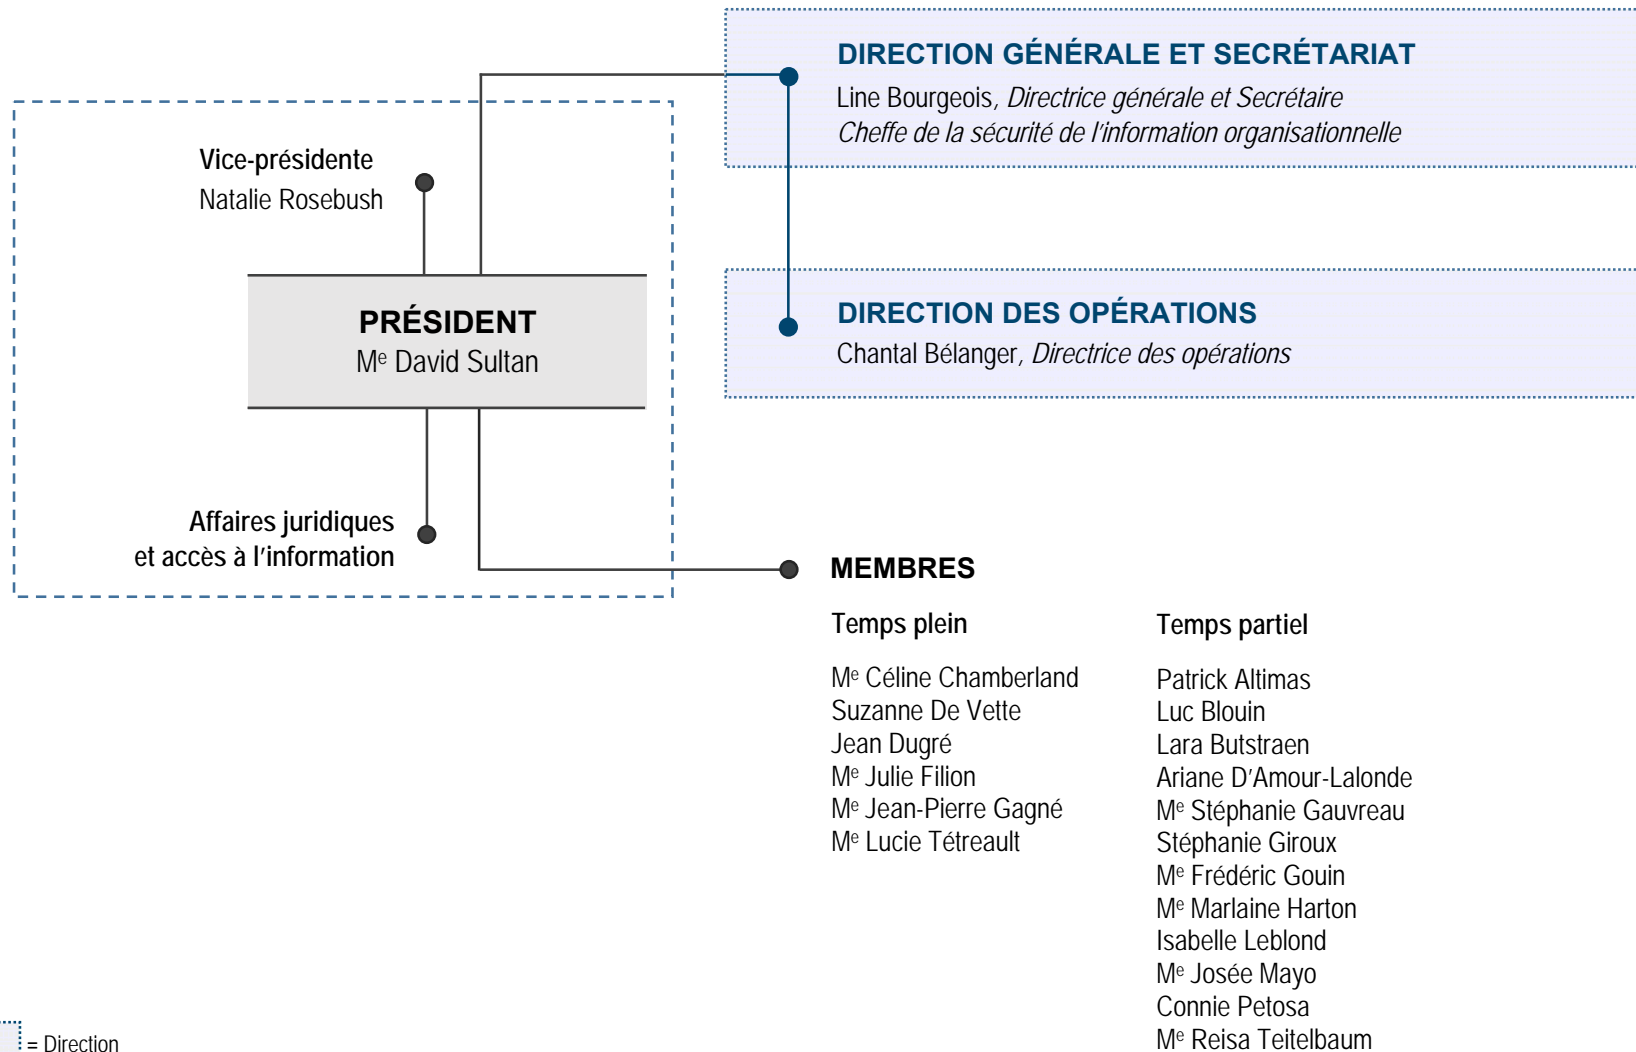 DIRECTION GÉNÉRALE ET SECRÉTARIAT
Line Bourgeois, Directrice générale et Secrétaire
Cheffe de la sécurité de l'information organisationnelle
Vice-présidente
Natalie Rosebush
PRÉSIDENT
Me David Sultan
DIRECTION DES OPÉRATIONS
Chantal Bélanger, Directrice des opérations
Affaires juridiques
et accès à l'information
MEMBRES
Temps plein
Me Céline Chamberland
Suzanne De Vette
Jean Dugré
Me Julie Filion
Me Jean-Pierre Gagné
Me Lucie Tétreault
Temps partiel
Patrick Altimas
Luc Blouin
Lara Butstraen
Ariane D'Amour-Lalonde
Me Stéphanie Gauvreau
Stéphanie Giroux
Me Frédéric Gouin
Me Marlaine Harton
Isabelle Leblond
Me Josée Mayo
Connie Petosa
Me Reisa Teitelbaum
= Direction